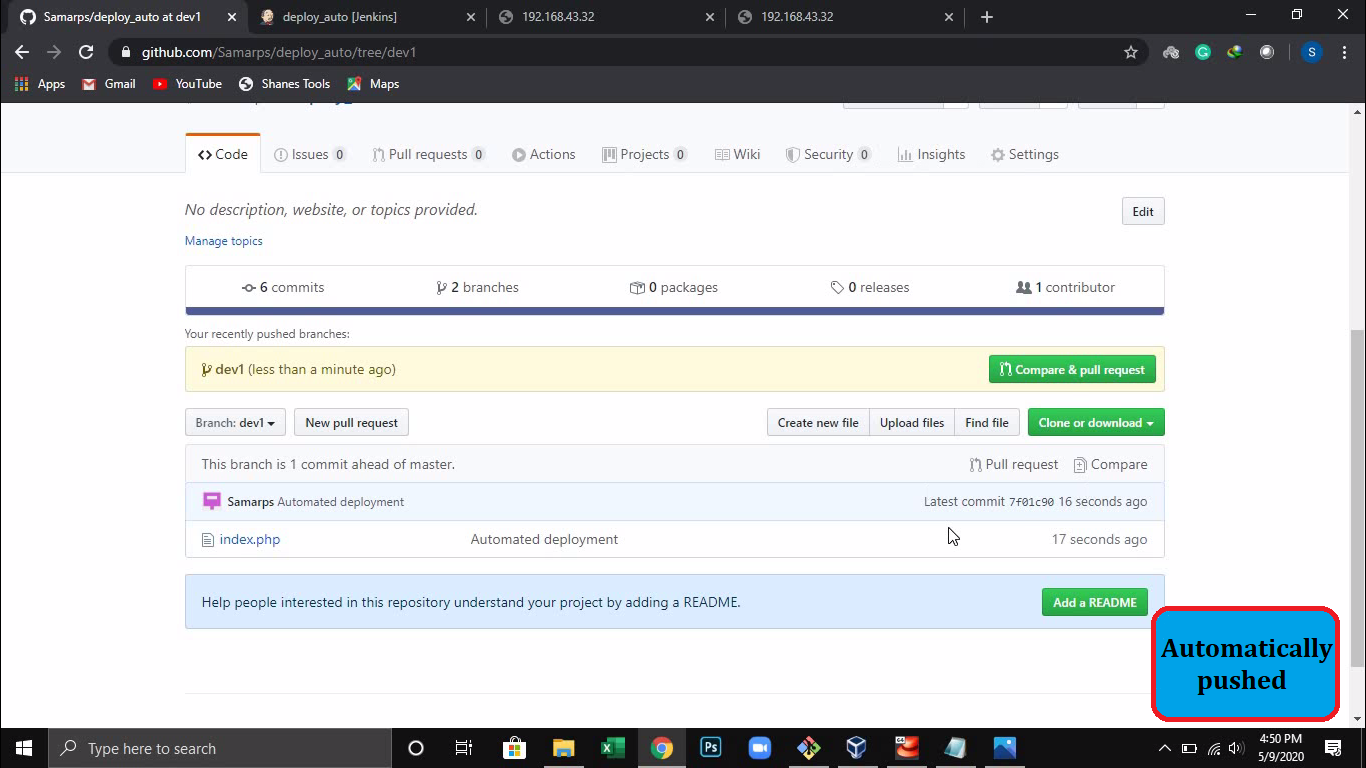 Samarps/deploy_auto at dev1
deploy_auto [Jenkins]
192.168.43.32
192.168.43.32
github.com/Samarps/deploy_auto/tree/dev1
S
Apps
Gmail
YouTube
Shanes Tools
Maps
Code
Issues 0
Pull requests 0
Actions
Projects 0
Wiki
Security 0
Insights
Settings
No description, website, or topics provided.
Edit
Manage topics
6 commits
2 branches
0 packages
0 releases
1 contributor
Your recently pushed branches:
dev1 (less than a minute ago)
Compare & pull request
Branch: dev1
New pull request
Create new file
Upload files
Find file
Clone or download
This branch is 1 commit ahead of master.
Pull request
Compare
Samarps Automated deployment
Latest commit 7f01c90 16 seconds ago
index.php
Automated deployment
17 seconds ago
Help people interested in this repository understand your project by adding a README.
Add a README
Automatically
pushed
Type here to search
Ps
4:50 PM
5/9/2020